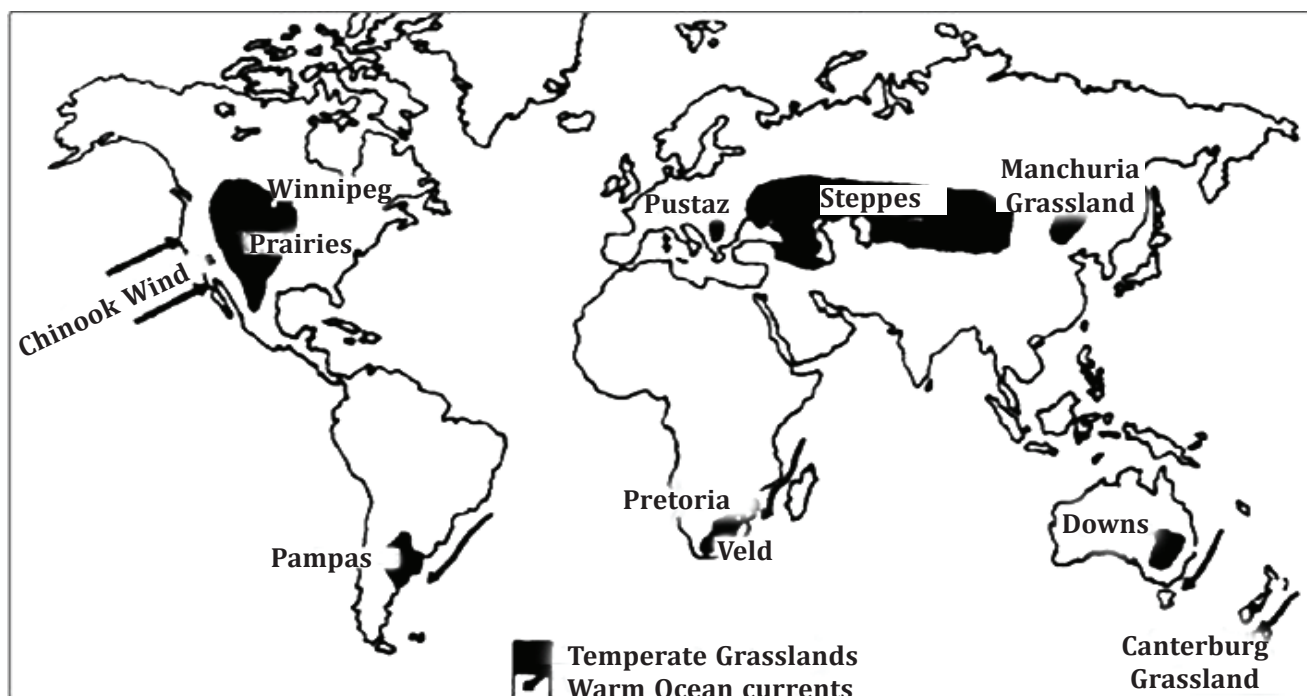 Winnipeg
Prairies
Chinook Wind
Pustaz
Steppes
Manchuria
Grassland
Pretoria
Veld
Pampas
Downs
Canterburg
Grassland
Temperate Grasslands
Warm Ocean currents